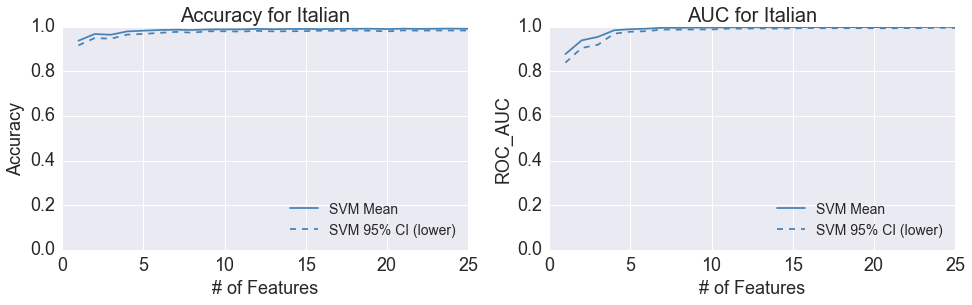 Accuracy for Italian
1.0
0.8
0.6
0.4
0.2
0.0
Accuracy
SVM Mean
SVM 95% CI (lower)
0 5 10 15 20 25
# of Features
AUC for Italian
1.0
0.8
0.6
0.4
0.2
0.0
ROC_AUC
SVM Mean
SVM 95% CI (lower)
0 5 10 15 20 25
# of Features